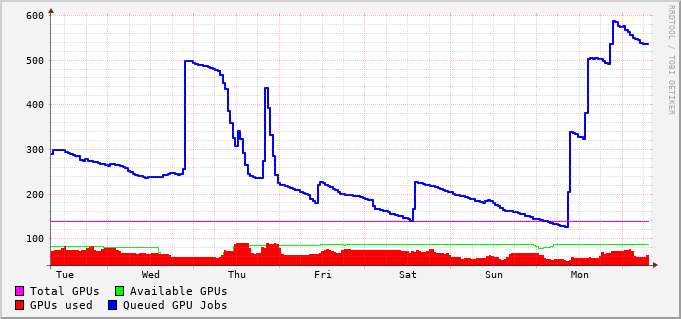 600
500
400
300
200
100
Tue Wed Thu Fri Sat Sun Mon
Total GPUs Available GPUs
GPUs used Queued GPU Jobs
RRDTOOL / TOBI OETIKER